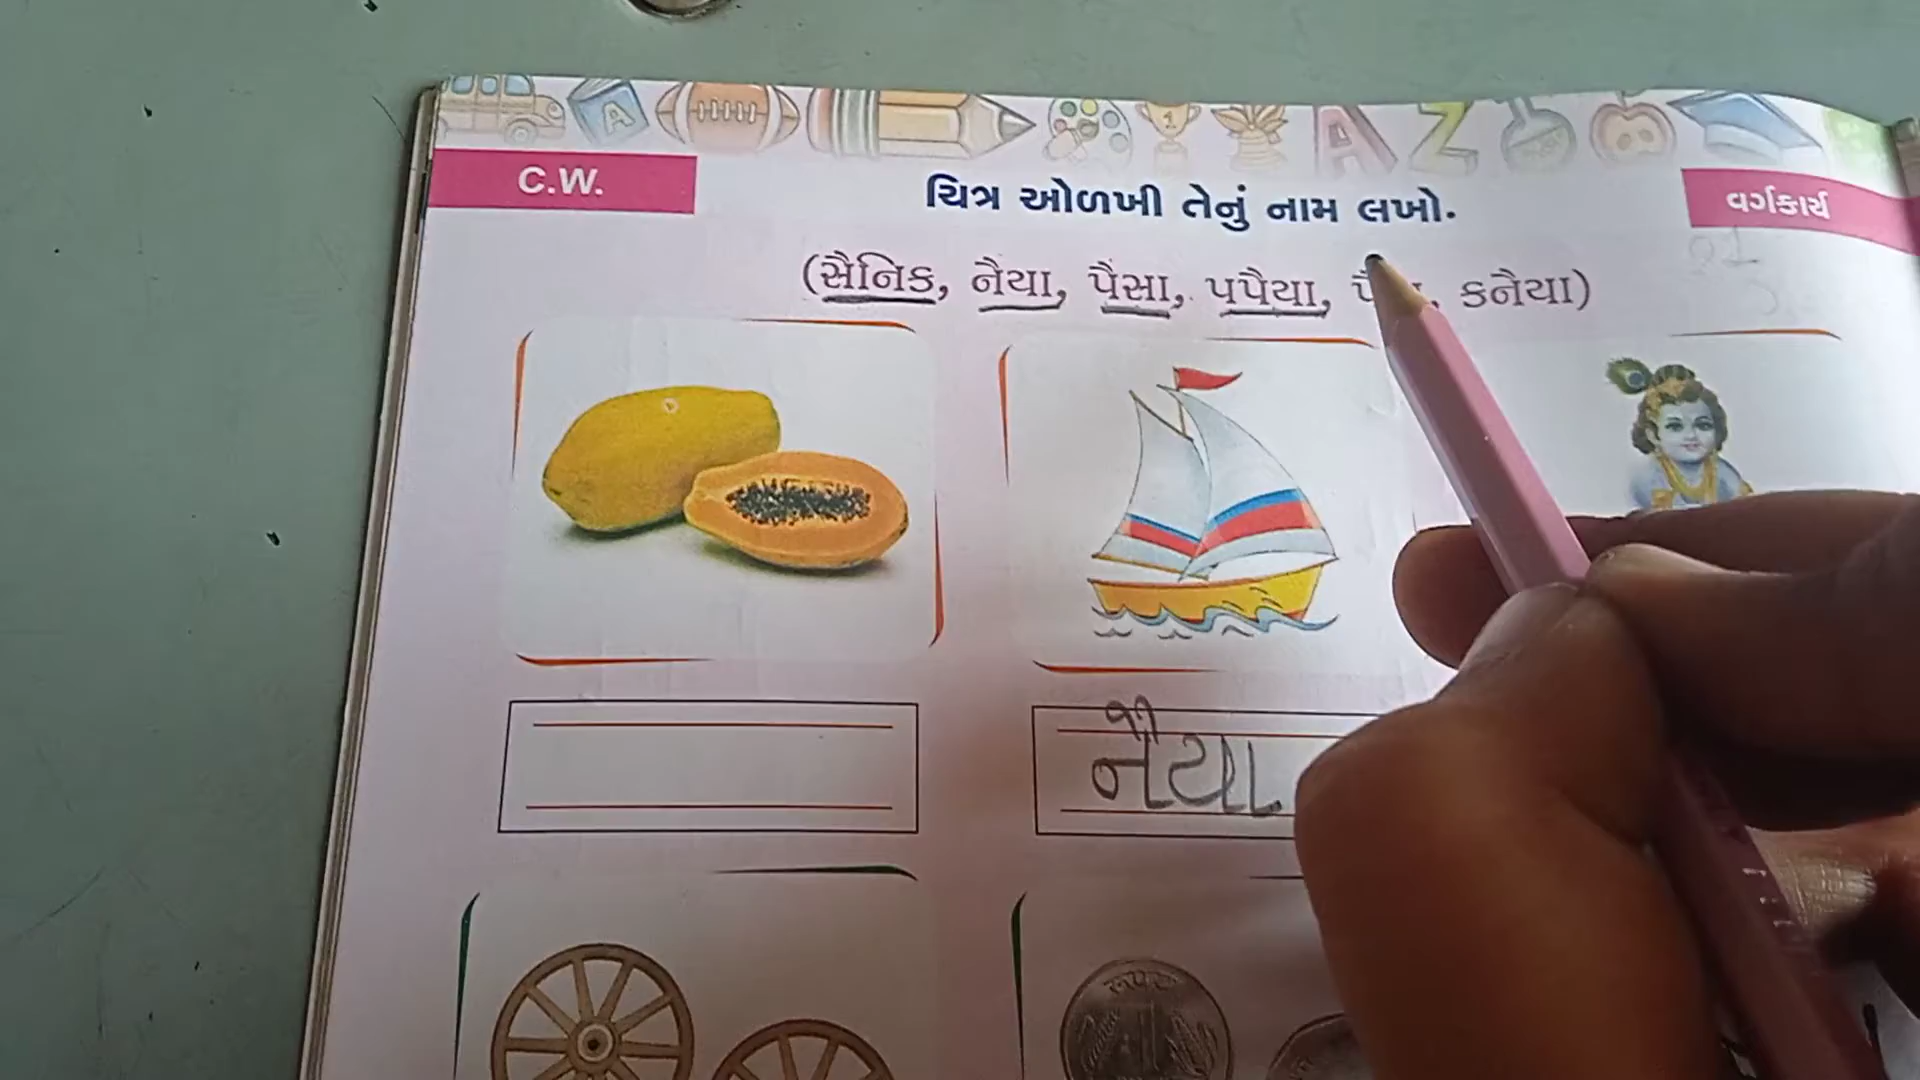 C.W.
ચિત્ર ઓળખી તેનું નામ લખો.
વર્ગકાર્ય
(સૈનિક, નૈયા, પૈસા, પપૈયા, કનૈયા)
નૈયા